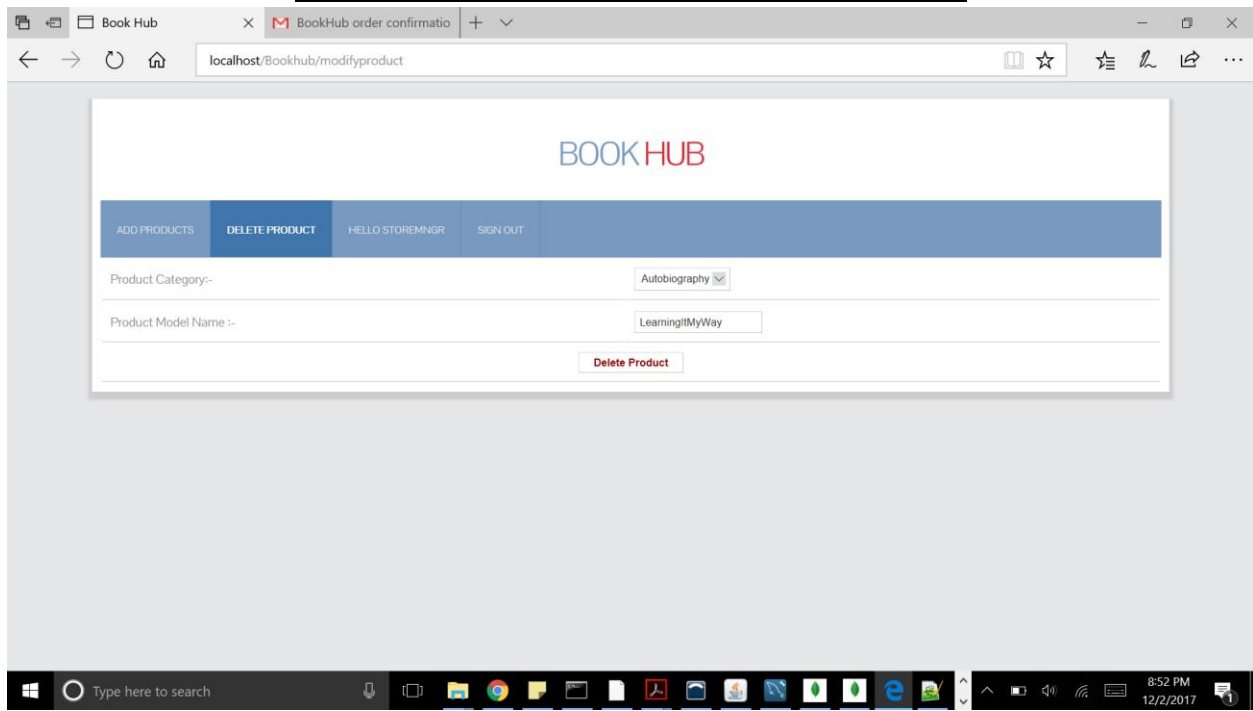 Book Hub
BookHub order confirmatio
localhost/Bookhub/modifyproduct
BOOK HUB
ADD PRODUCTS DELETE PRODUCT HELLO STOREMNGR SIGN OUT
Product Category:- Autobiography
Product Model Name :- LearningItMyWay
Delete Product
Type here to search
8:52 PM
12/2/2017